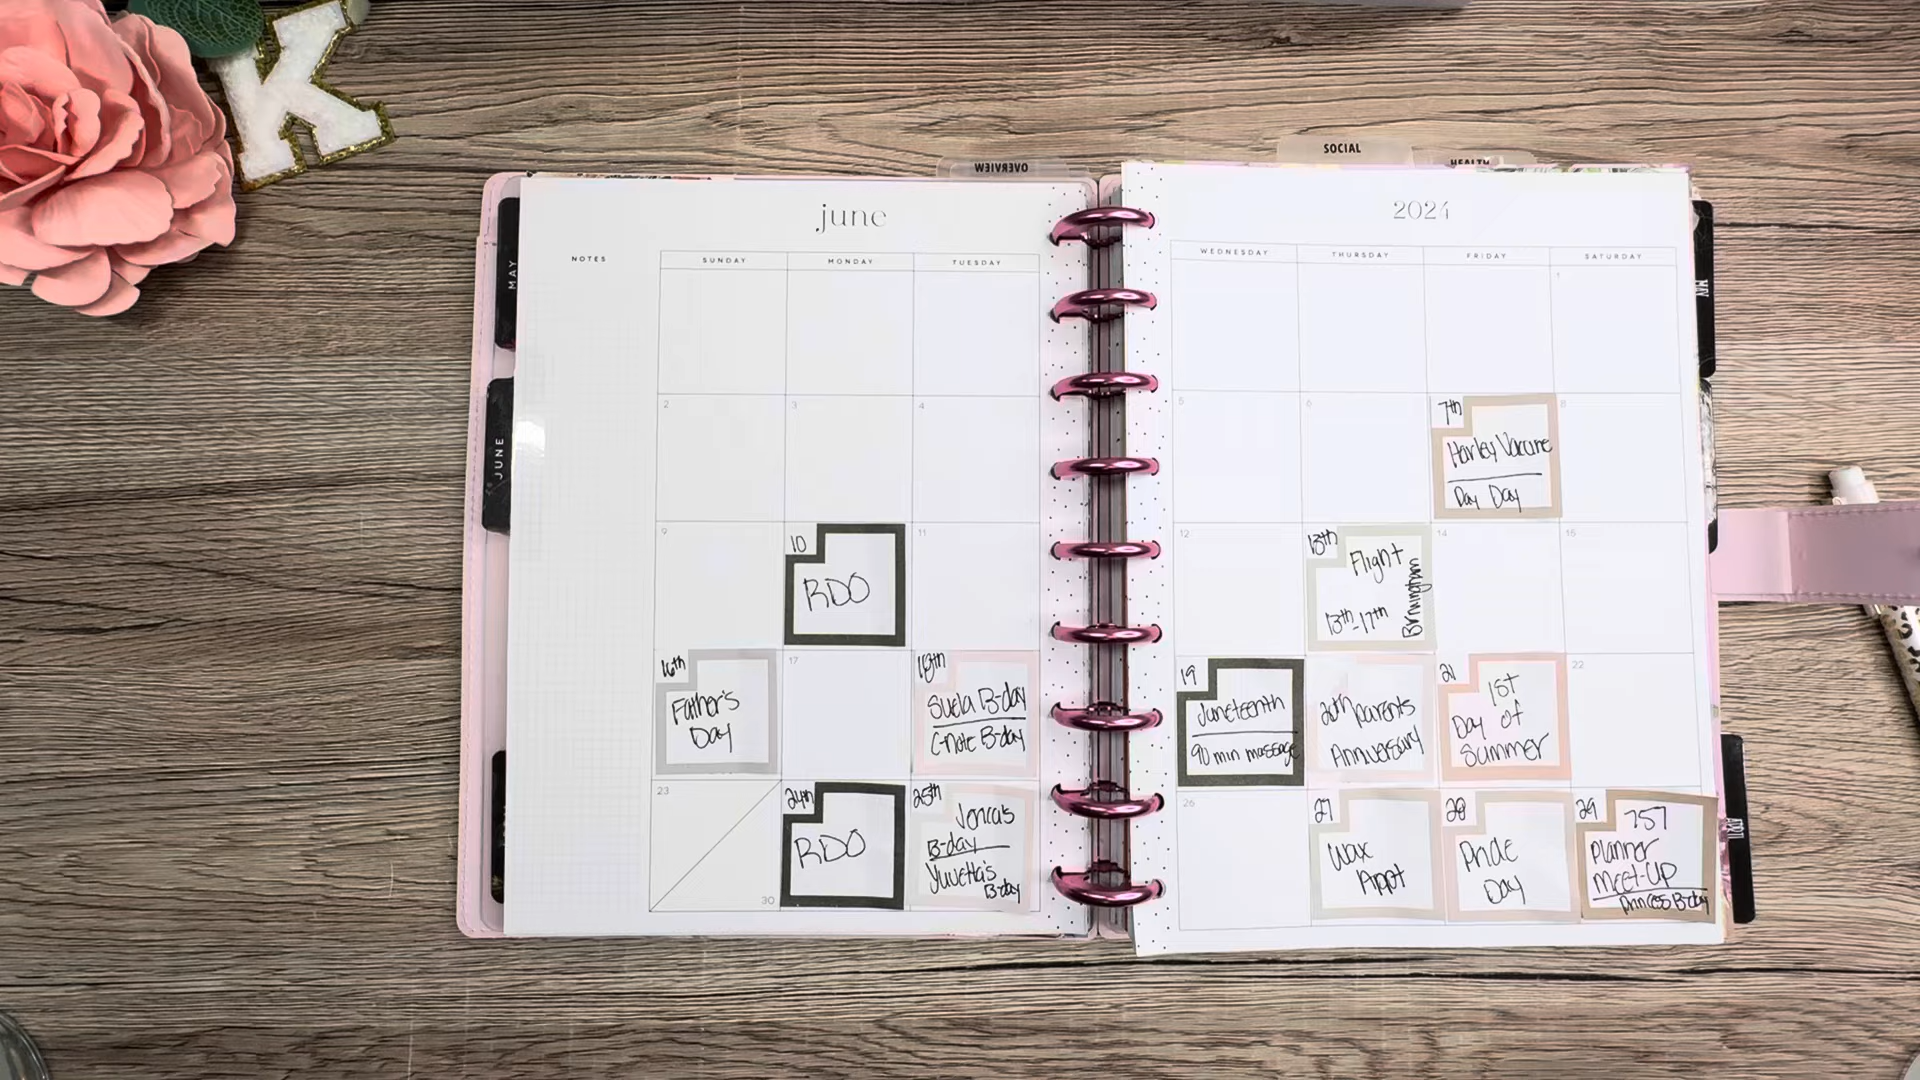 K
OVERVIEW
SOCIAL
HEALTH
MAY
JUNE
june
NOTES
SUNDAY MONDAY TUESDAY
2 3 4
9 10 11
RDO
16th 17 18th
Father's
Day
Suela B-day
C-Note B-day
23 30 24th 25th
RDO
B-day
B-day
2024
WEDNESDAY THURSDAY FRIDAY SATURDAY
1
5 6 7th 8
Harley Vaccine
Day
12 13th 14 15
Flight
13th-17th
Birmingham
19 20th 21 22
Juneteenth
90 min massage
Parents
Anniversary
1st
Day of
Summer
26 27 28 29
Wax
Appt
Pride
Day
757
Planner
Meet-Up
Princess B-day
MAY
APRIL